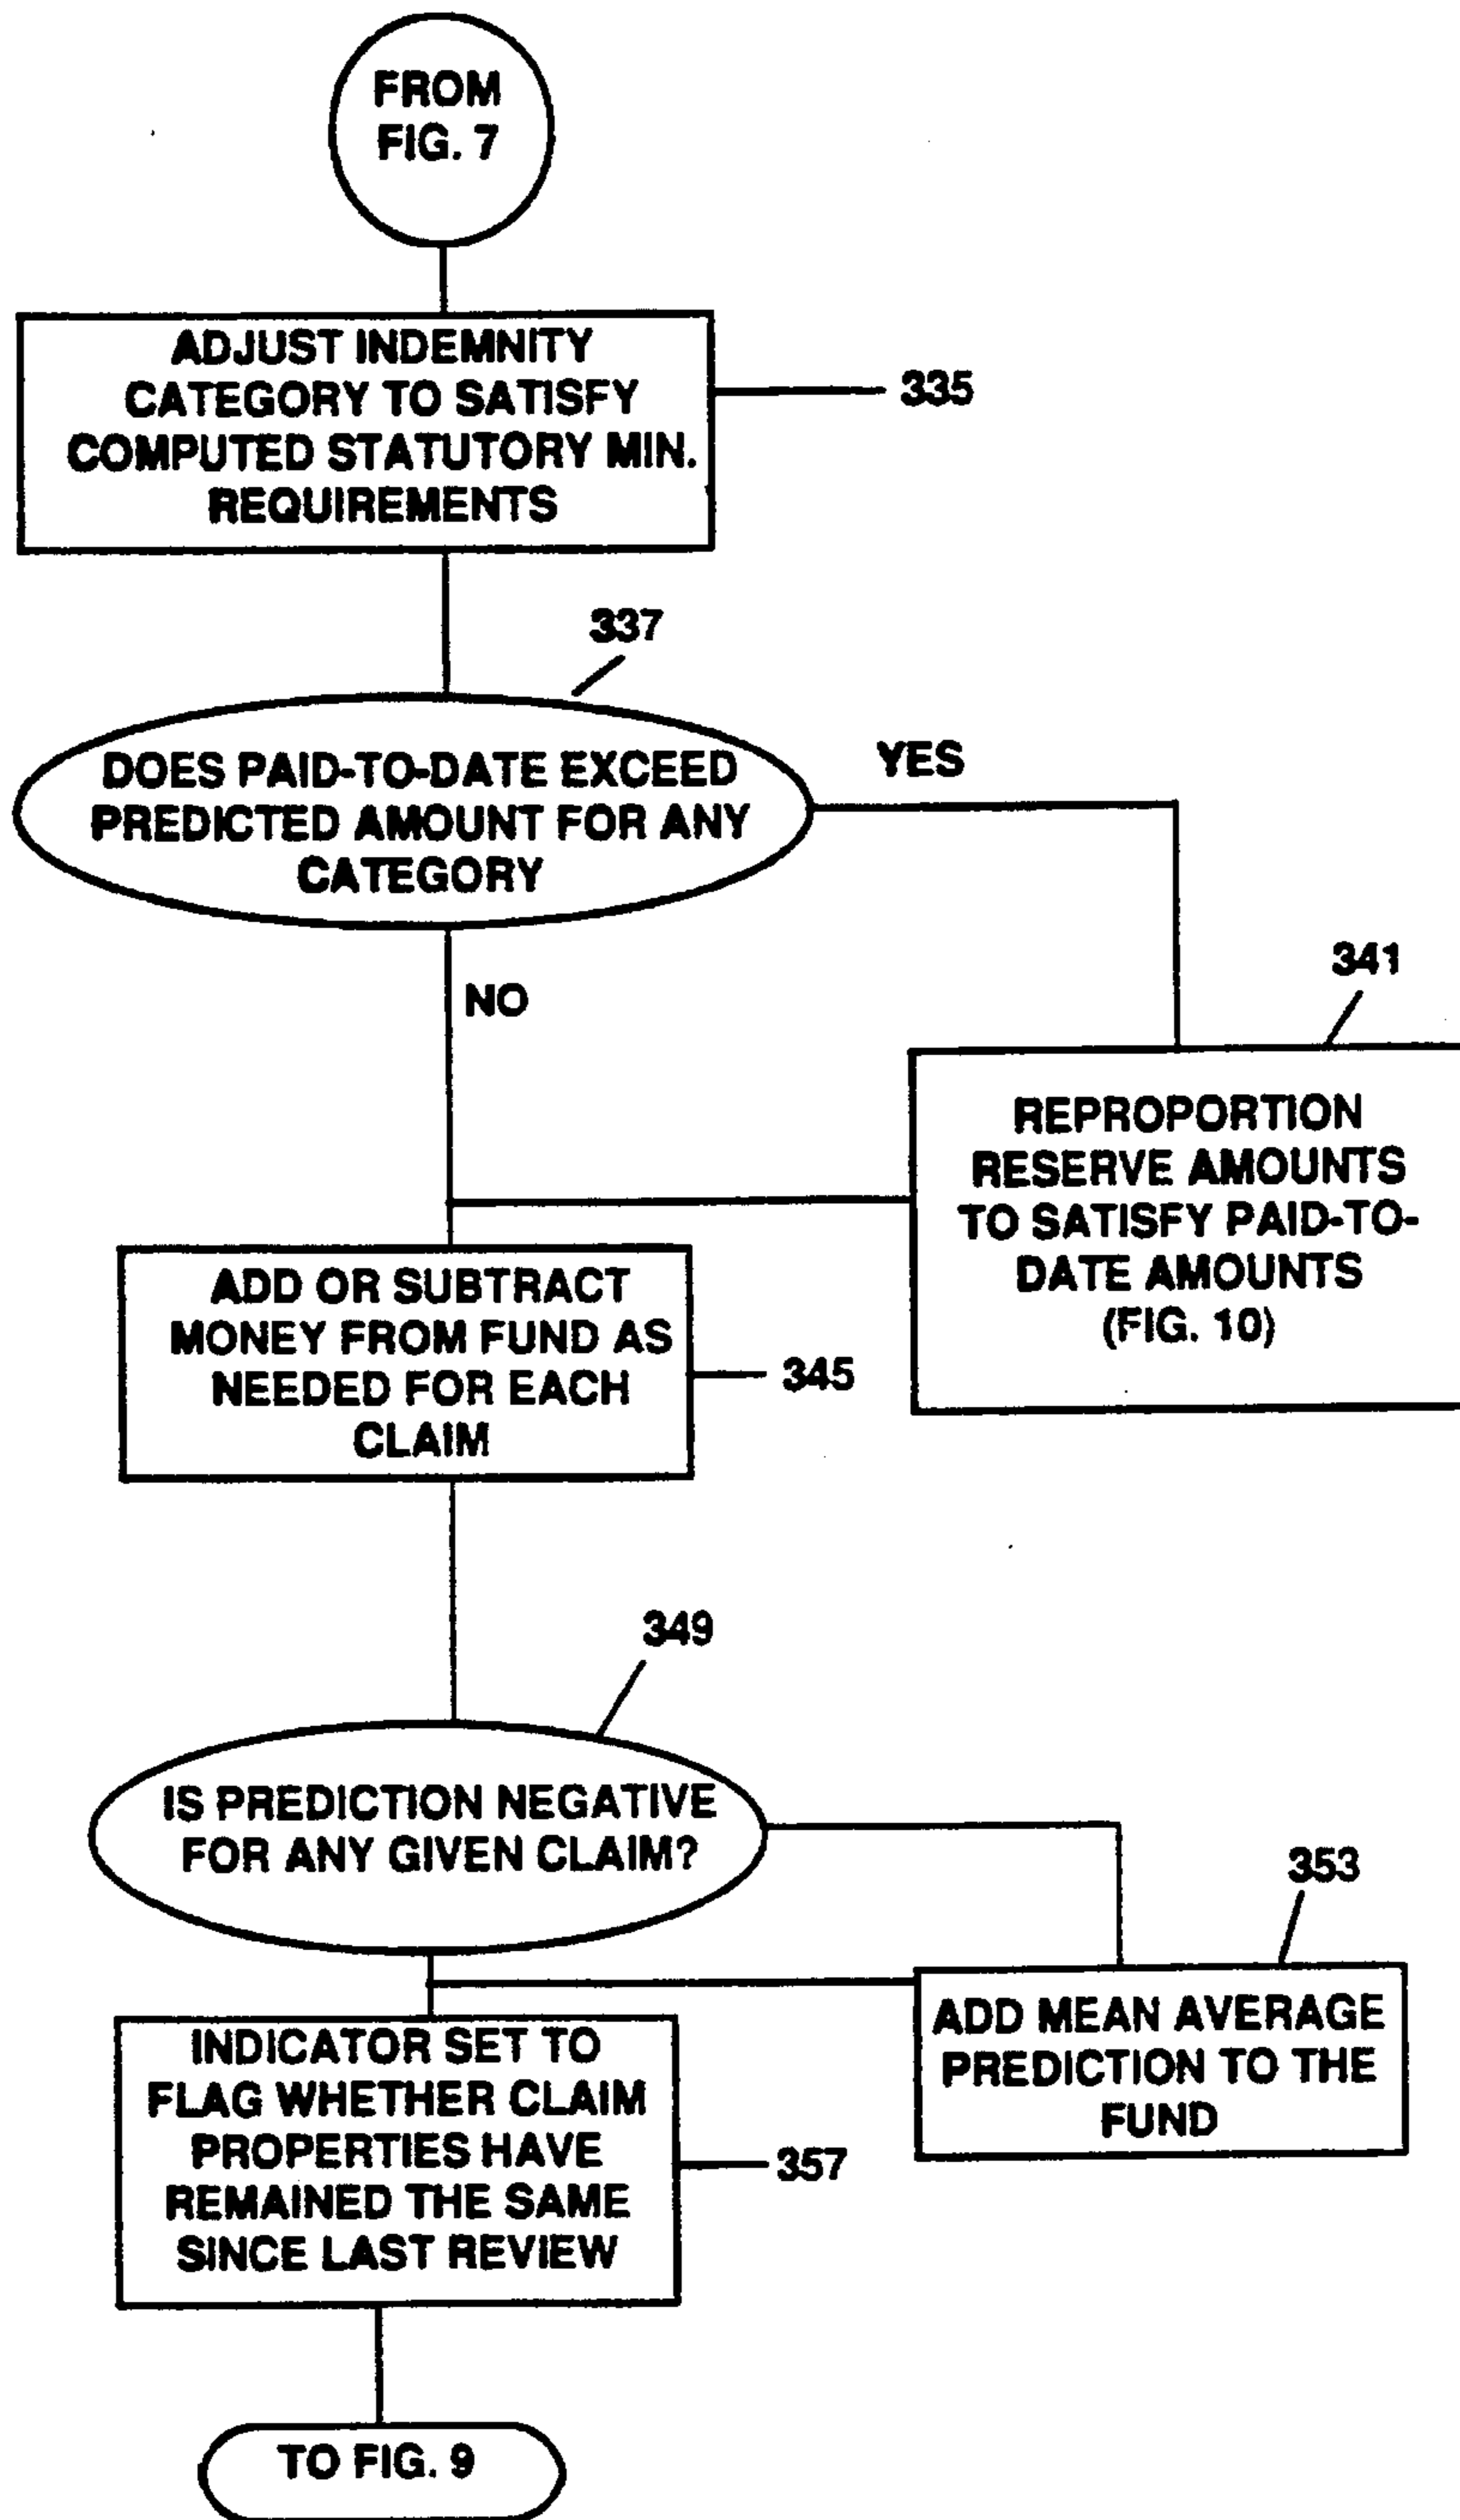 FROM
FIG. 7
ADJUST INDEMNITY
CATEGORY TO SATISFY
COMPUTED STATUTORY MIN.
REQUIREMENTS
335
337
DOES PAID-TO-DATE EXCEED
PREDICTED AMOUNT FOR ANY
CATEGORY
YES
NO
341
REPROPORTION
RESERVE AMOUNTS
TO SATISFY PAID-TO-
DATE AMOUNTS
(FIG. 10)
ADD OR SUBTRACT
MONEY FROM FUND AS
NEEDED FOR EACH
CLAIM
345
349
IS PREDICTION NEGATIVE
FOR ANY GIVEN CLAIM?
353
ADD MEAN AVERAGE
PREDICTION TO THE
FUND
INDICATOR SET TO
FLAG WHETHER CLAIM
PROPERTIES HAVE
REMAINED THE SAME
SINCE LAST REVIEW
357
TO FIG. 9